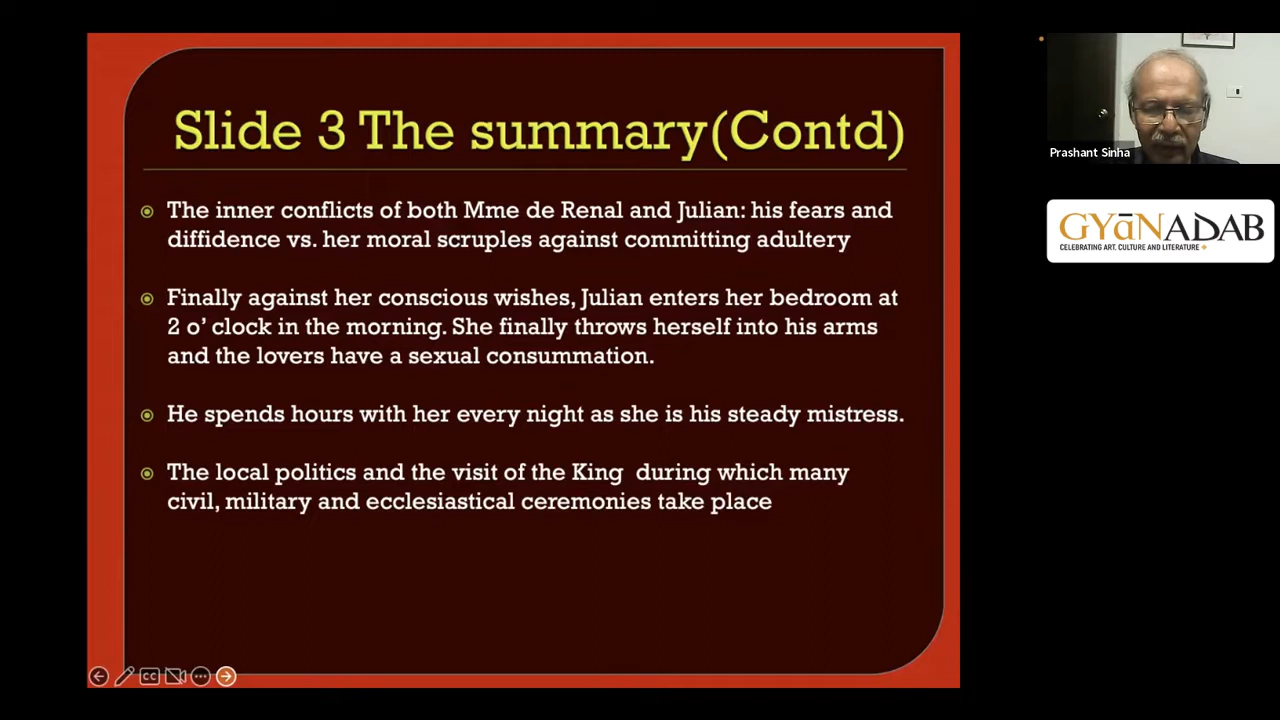 Slide 3 The summary(Contd)
The inner conflicts of both Mme de Renal and Julian: his fears and
diffidence vs. her moral scruples against committing adultery
Finally against her conscious wishes, Julian enters her bedroom at
2 o' clock in the morning. She finally throws herself into his arms
and the lovers have a sexual consummation.
He spends hours with her every night as she is his steady mistress.
The local politics and the visit of the King during which many
civil, military and ecclesiastical ceremonies take place
CC
Prashant Sinha
GYāNADAB
CELEBRATING ART, CULTURE AND LITERATURE